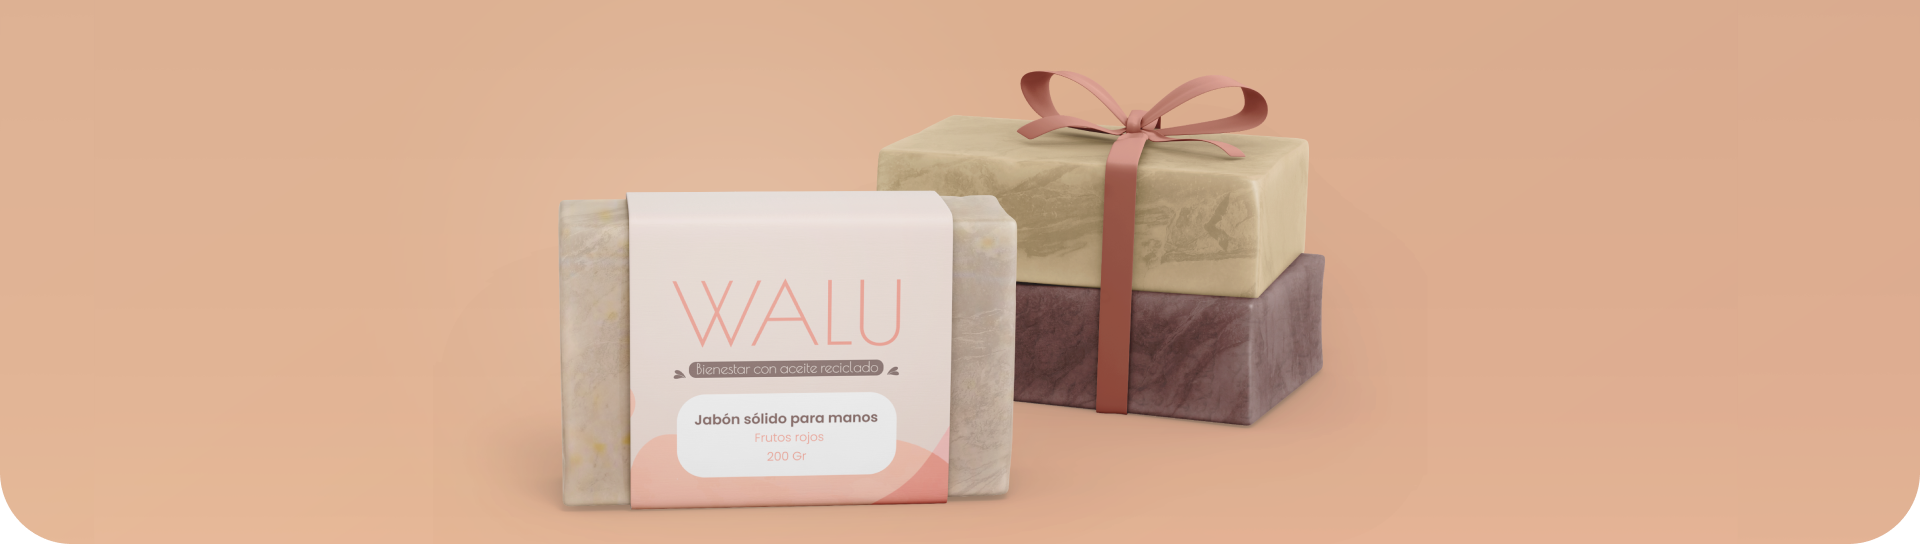 WALU
Bienestar con aceite reciclado
Jabón sólido para manos
Frutos rojos
200 Gr